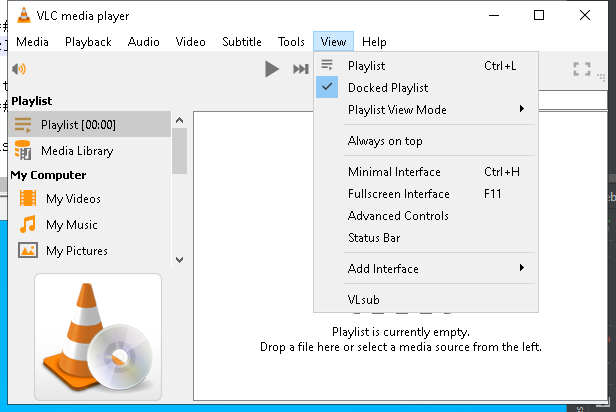 VLC media player
Media Playback Audio Video Subtitle Tools View Help
Playlist Ctrl+L
Docked Playlist
Playlist View Mode
Always on top
Minimal Interface Ctrl+H
Fullscreen Interface F11
Advanced Controls
Status Bar
Add Interface
VLsub
Playlist
Playlist [00:00]
Media Library
My Computer
My Videos
My Music
My Pictures
Playlist is currently empty.
Drop a file here or select a media source from the left.